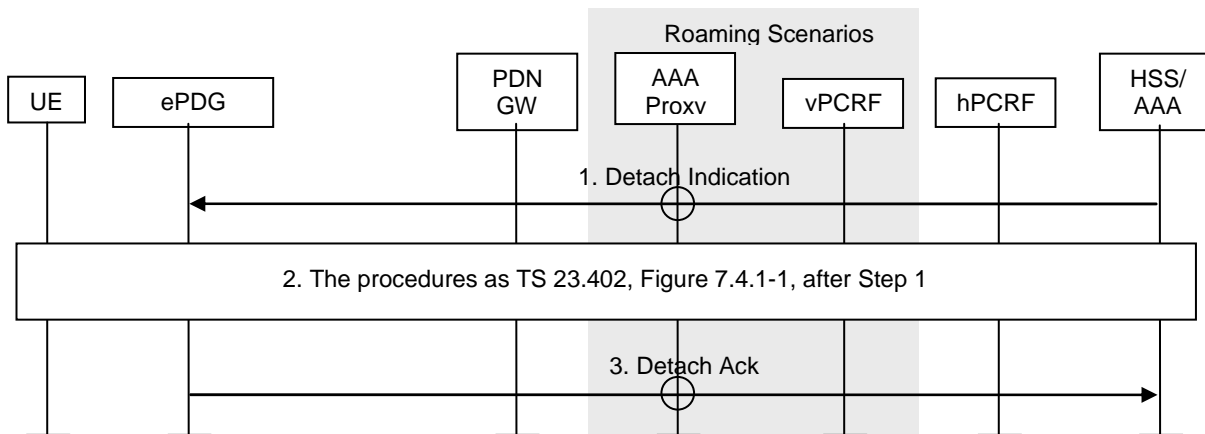 Roaming Scenarios
UE
ePDG
PDN
GW
AAA
Proxv
vPCRF
hPCRF
HSS/
AAA
1. Detach Indication
2. The procedures as TS 23.402, Figure 7.4.1-1, after Step 1
3. Detach Ack